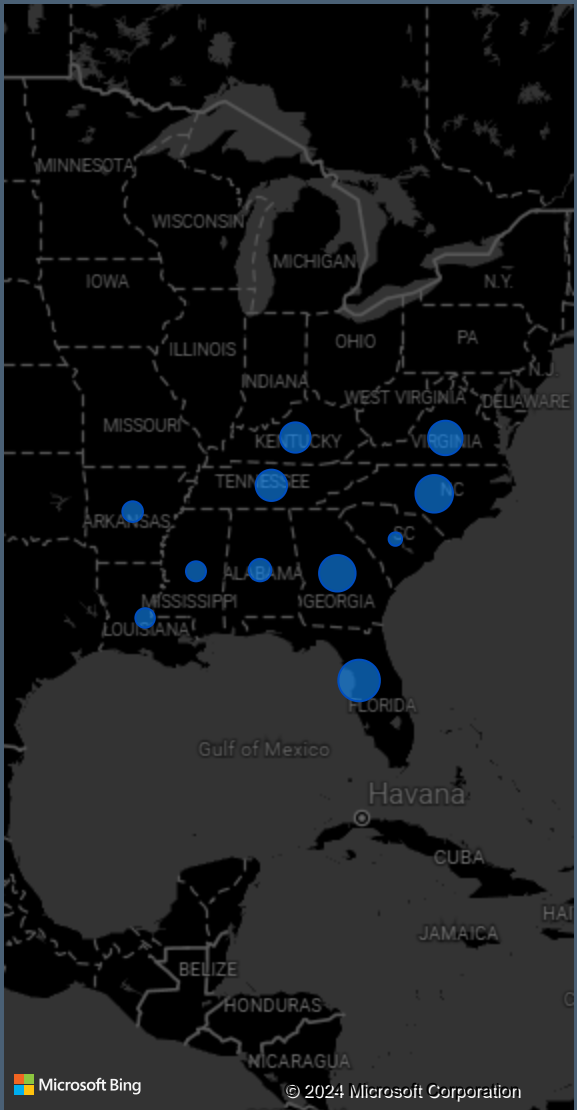 MINNESOTA
WISCONSIN
MICHIGAN
IOWA
N.Y.
ILLINOIS
OHIO
PA
INDIANA
N.J.
WEST VIRGINIA
DELAWARE
MISSOURI
KENTUCKY
VIRGINIA
TENNESSEE
NC
ARKANSAS
SC
ALABAMA
MISSISSIPPI
GEORGIA
LOUISIANA
FLORIDA
Gulf of Mexico
Havana
CUBA
HAI
JAMAICA
BELIZE
HONDURAS
NICARAGUA
Microsoft Bing
© 2024 Microsoft Corporation